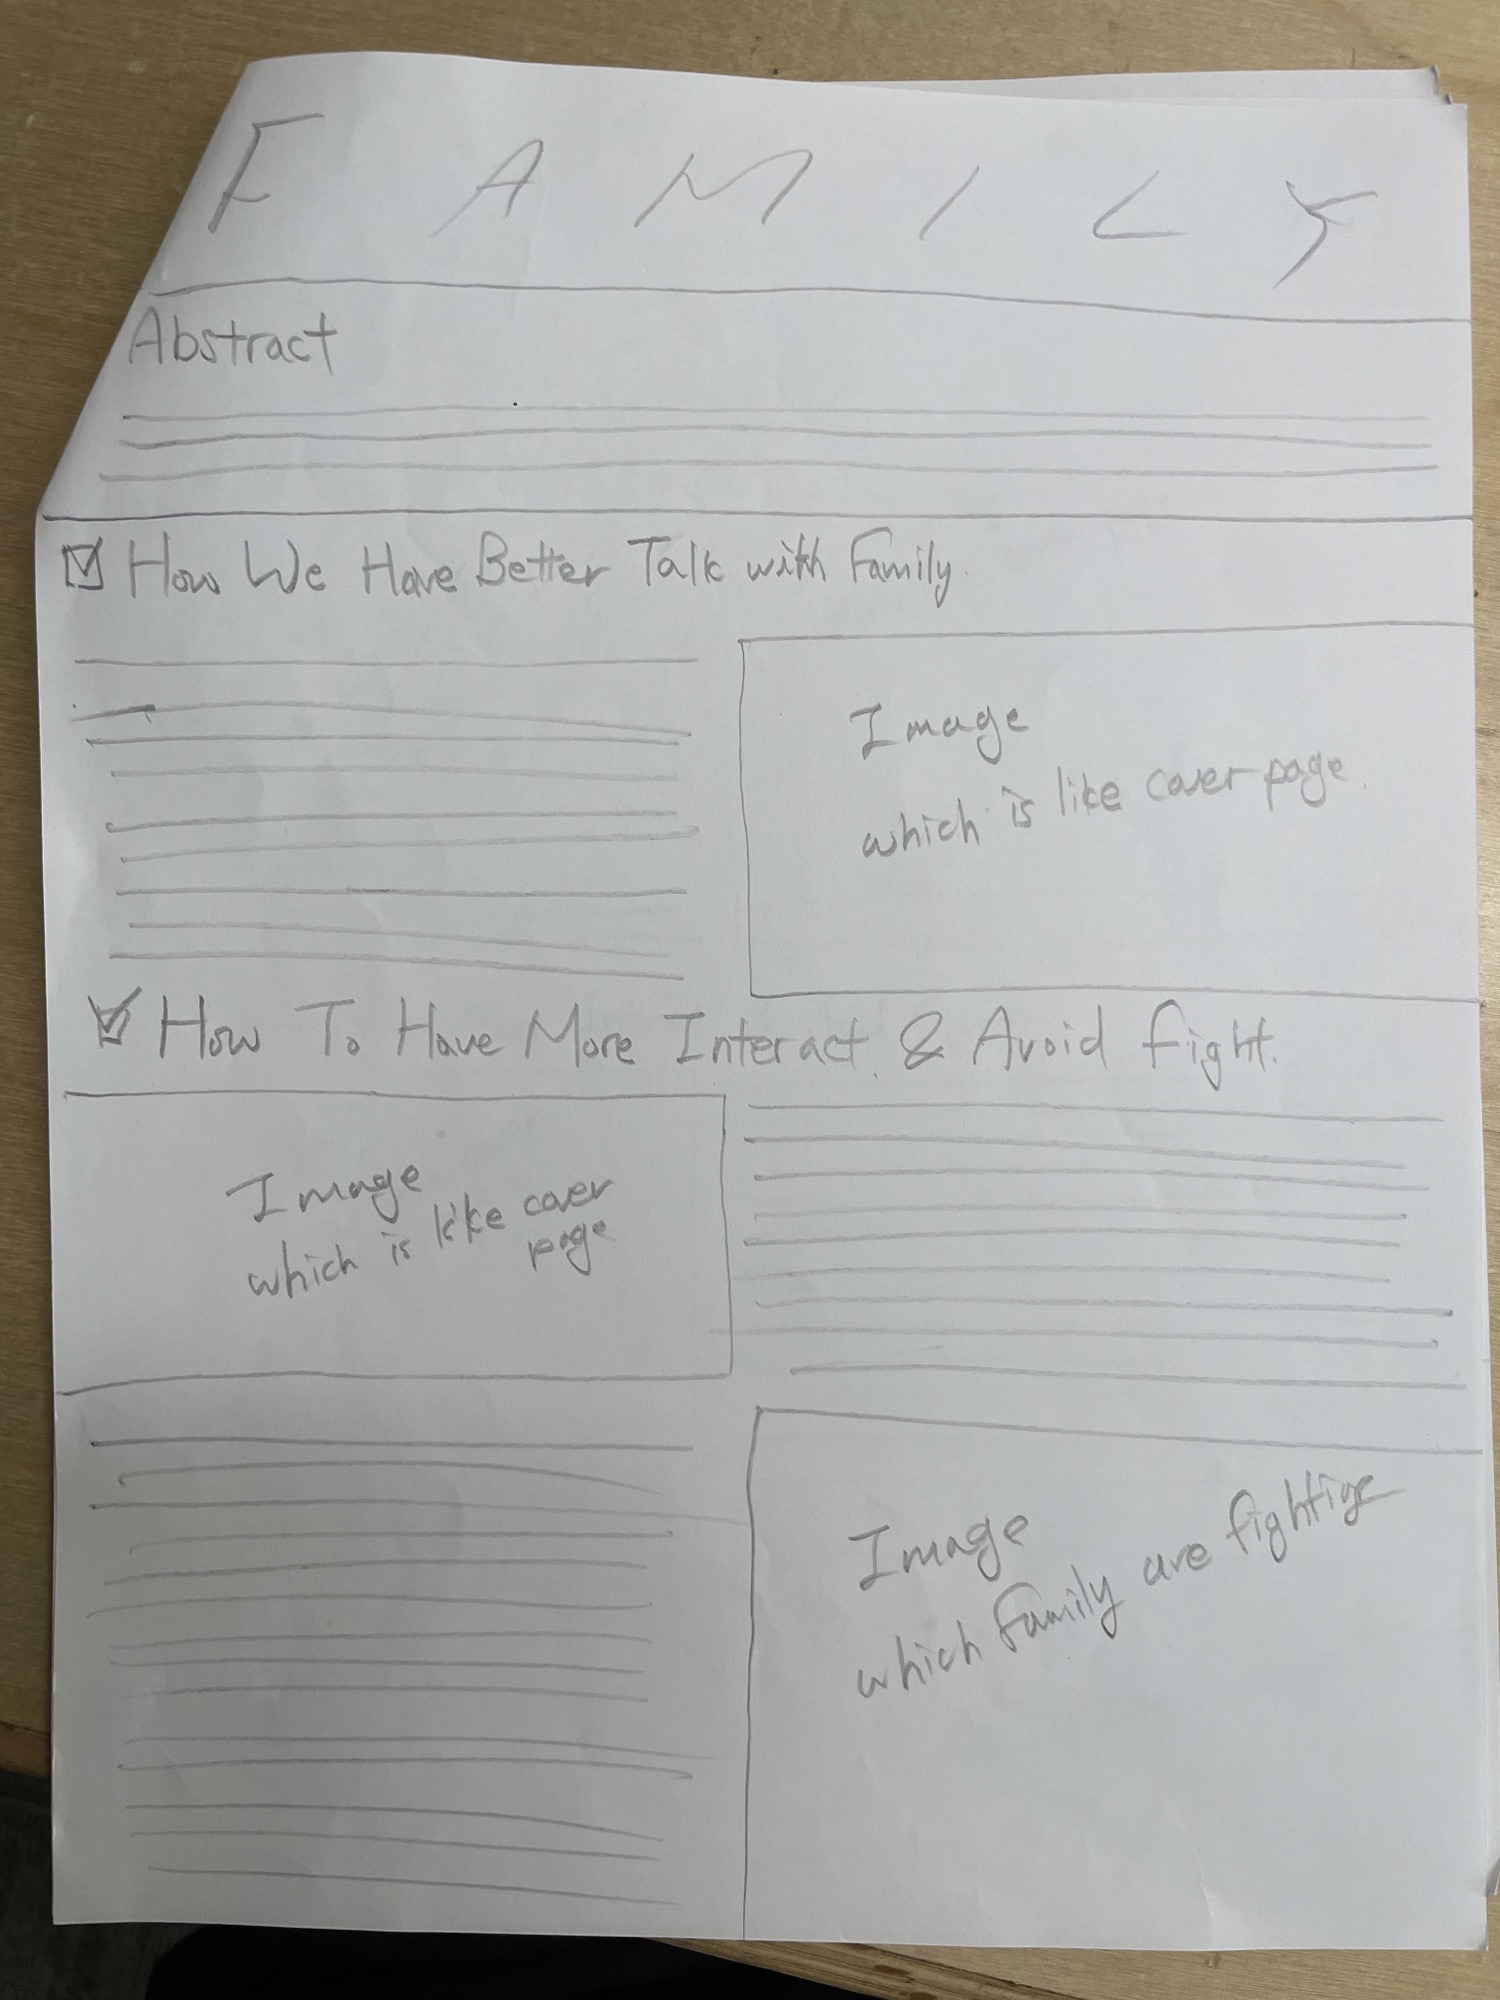 FAMILY
Abstract
How We Have Better Talk with Family.
Image
which is like cover page.
How To Have More Interact. & Avoid fight.
Image
which is like cover
page
Image
which family are fightige